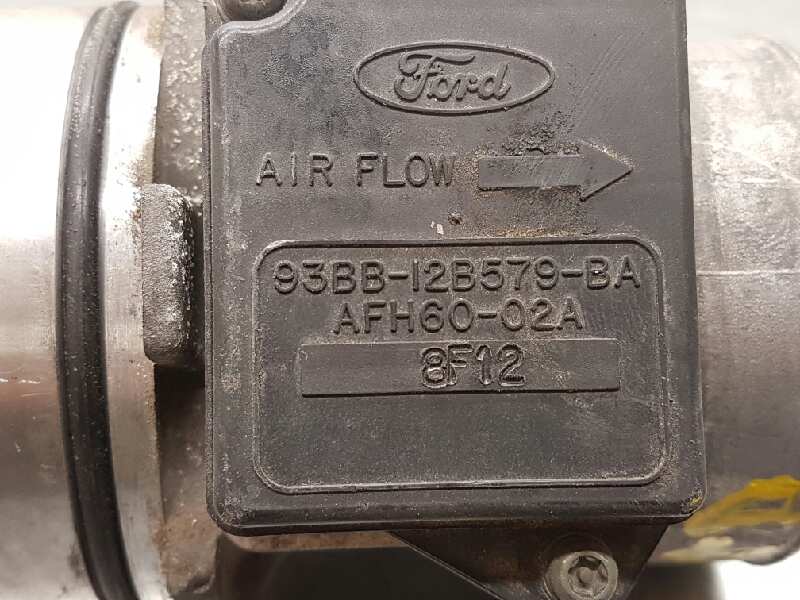 Ford
AIR FLOW
93BB-12B579-BA
AFH60-02A
8F12